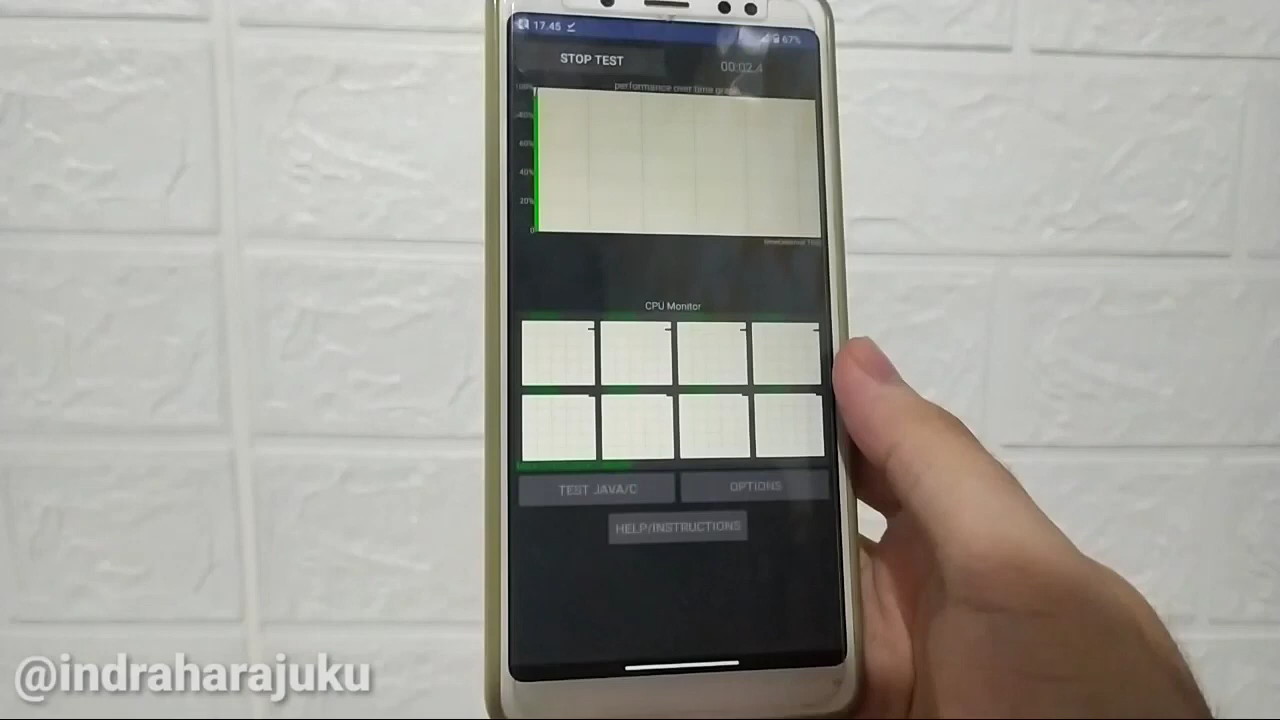 17.45
67%
STOP TEST
00:02.4
performance over time graph
100%
80%
60%
40%
20%
0
CPU Monitor
TEST JAVA/C
OPTIONS
HELP/INSTRUCTIONS
@indraharajuku